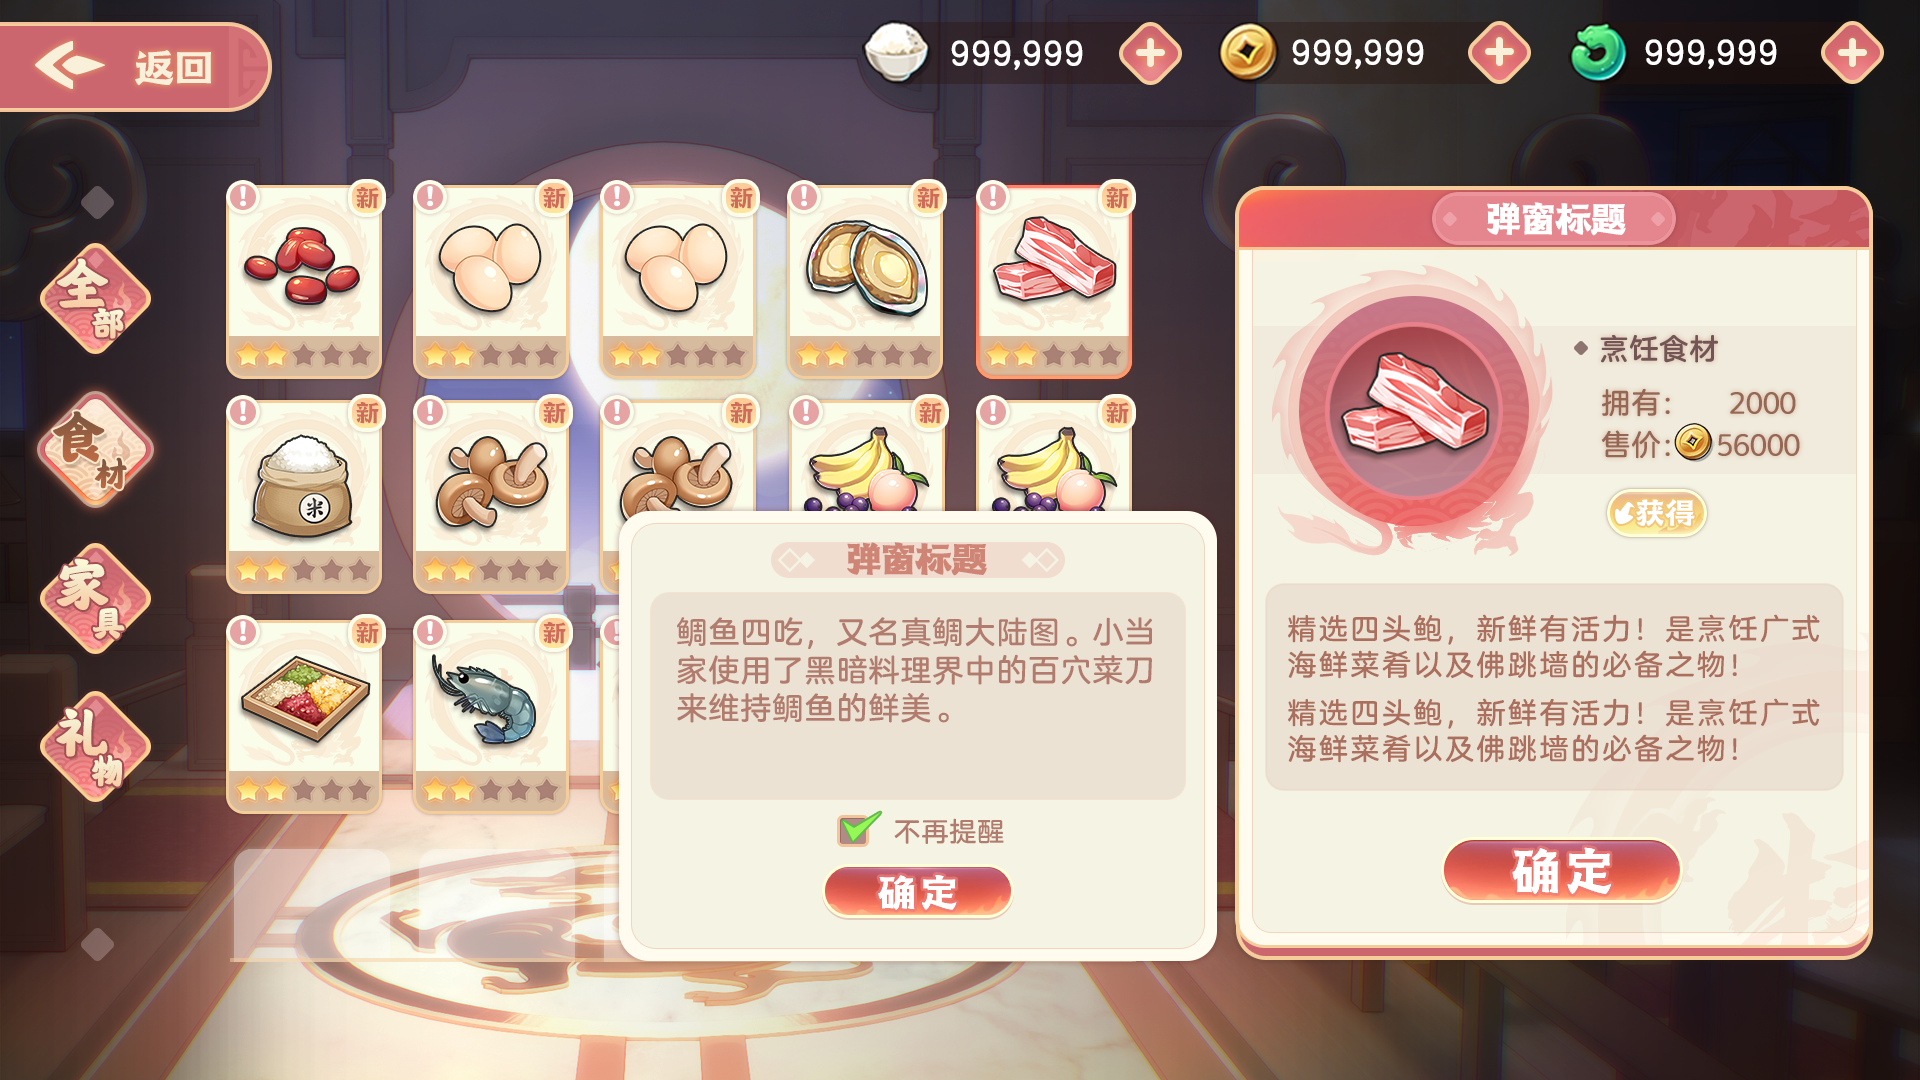 返回
999,999
999,999
999,999
全部
食材
家具
礼物
新
新
新
新
新
新
新
新
新
新
米
新
新
弹窗标题
鲷鱼四吃，又名真鲷大陆图。小当
家使用了黑暗料理界中的百穴菜刀
来维持鲷鱼的鲜美。
不再提醒
确定
弹窗标题
烹饪食材
拥有： 2000
售价：56000
获得
精选四头鲍，新鲜有活力！是烹饪广式
海鲜菜肴以及佛跳墙的必备之物！
精选四头鲍，新鲜有活力！是烹饪广式
海鲜菜肴以及佛跳墙的必备之物！
确定